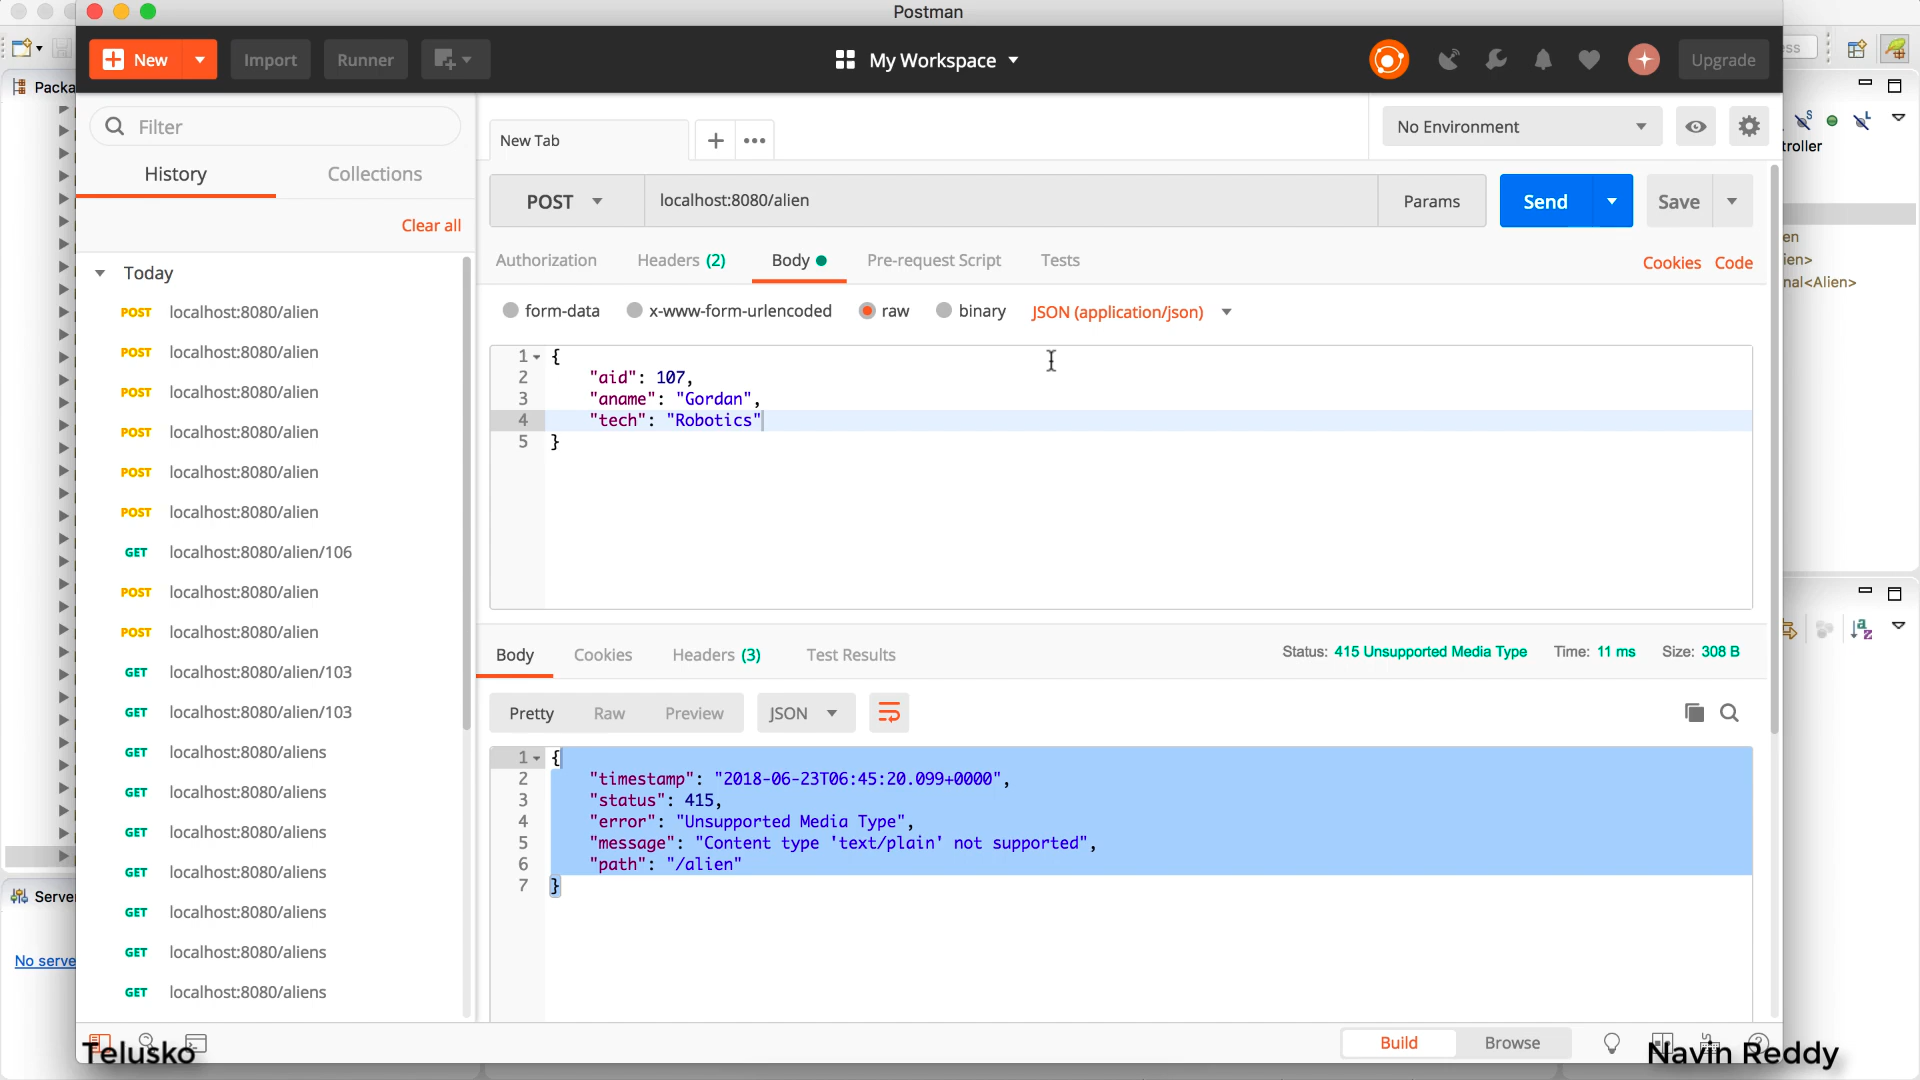 Postman
New
Import
Runner
My Workspace
Upgrade
Packa
Filter
History
Collections
Clear all
Today
POST localhost:8080/alien
POST localhost:8080/alien
POST localhost:8080/alien
POST localhost:8080/alien
POST localhost:8080/alien
POST localhost:8080/alien
GET localhost:8080/alien/106
POST localhost:8080/alien
POST localhost:8080/alien
GET localhost:8080/alien/103
GET localhost:8080/alien/103
GET localhost:8080/aliens
GET localhost:8080/aliens
GET localhost:8080/aliens
GET localhost:8080/aliens
GET localhost:8080/aliens
GET localhost:8080/aliens
GET localhost:8080/aliens
New Tab
No Environment
POST
localhost:8080/alien
Params
Send
Save
Authorization
Headers (2)
Body
Pre-request Script
Tests
Cookies
Code
form-data
x-www-form-urlencoded
raw
binary
JSON (application/json)
1 {
2 "aid": 107,
3 "aname": "Gordan",
4 "tech": "Robotics"
5 }
Body
Cookies
Headers (3)
Test Results
Status: 415 Unsupported Media Type
Time: 11 ms
Size: 308 B
Pretty
Raw
Preview
JSON
1 {
2 "timestamp": "2018-06-23T06:45:20.099+0000",
3 "status": 415,
4 "error": "Unsupported Media Type",
5 "message": "Content type 'text/plain' not supported",
6 "path": "/alien"
7 }
Build
Browse
ess
troller
en
ien>
nal<Alien>
Server
No serve
Telusko
Navin Reddy